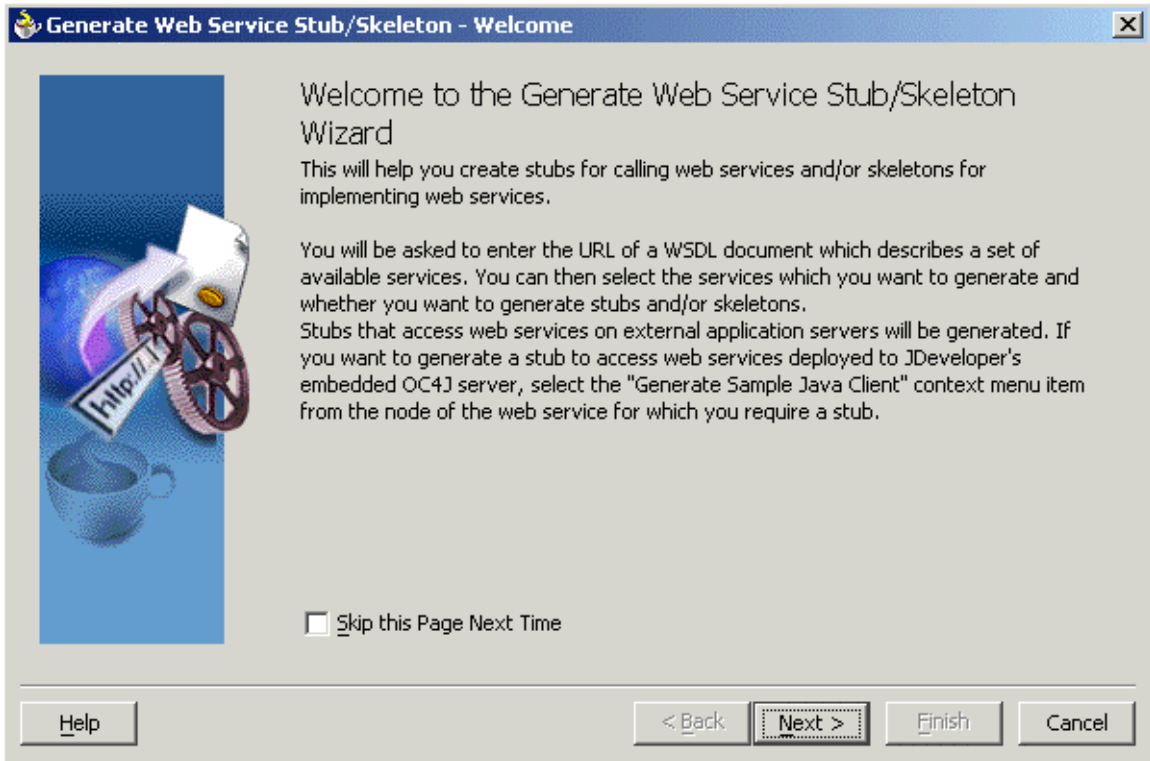 Generate Web Service Stub/Skeleton - Welcome
Welcome to the Generate Web Service Stub/Skeleton
Wizard
This will help you create stubs for calling web services and/or skeletons for
implementing web services.
You will be asked to enter the URL of a WSDL document which describes a set of
available services. You can then select the services which you want to generate and
whether you want to generate stubs and/or skeletons.
Stubs that access web services on external application servers will be generated. If
you want to generate a stub to access web services deployed to JDeveloper's
embedded OC4J server, select the "Generate Sample Java Client" context menu item
from the node of the web service for which you require a stub.
http://
Skip this Page Next Time
Help
< Back
Next >
Finish
Cancel